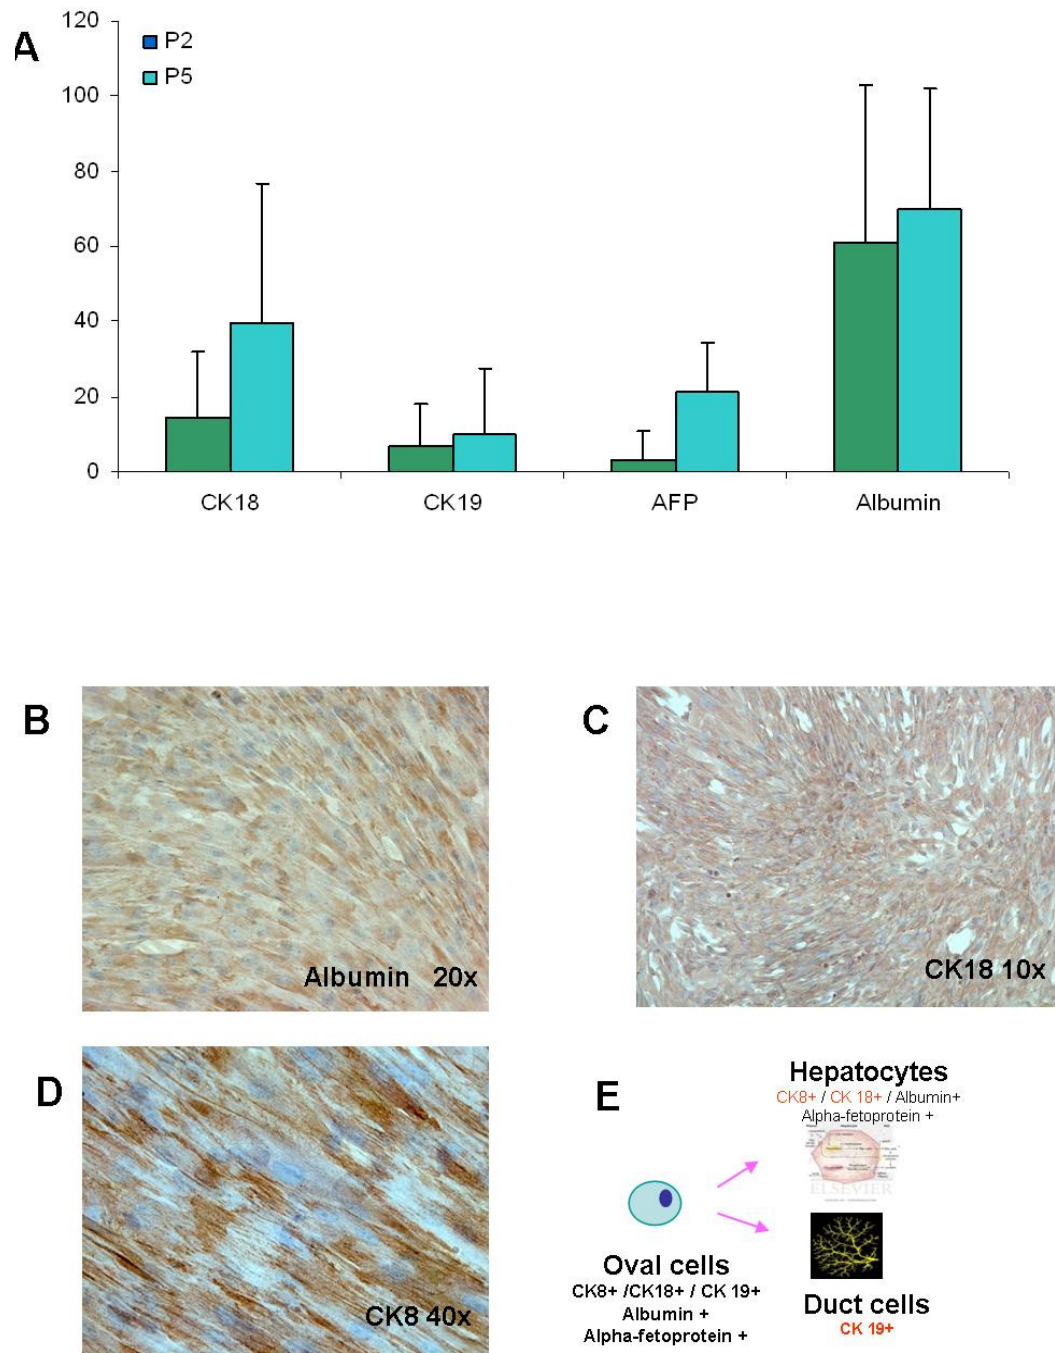 A
120
100
80
60
40
20
0
P2
P5
CK18
CK19
AFP
Albumin
B
Albumin 20x
C
CK18 10x
D
CK8 40x
E
Hepatocytes
CK8+ / CK 18+ / Albumin+
Alpha-fetoprotein +
ELSEVIER
Oval cells
CK8+ /CK18+ / CK 19+
Albumin +
Alpha-fetoprotein +
Duct cells
CK 19+